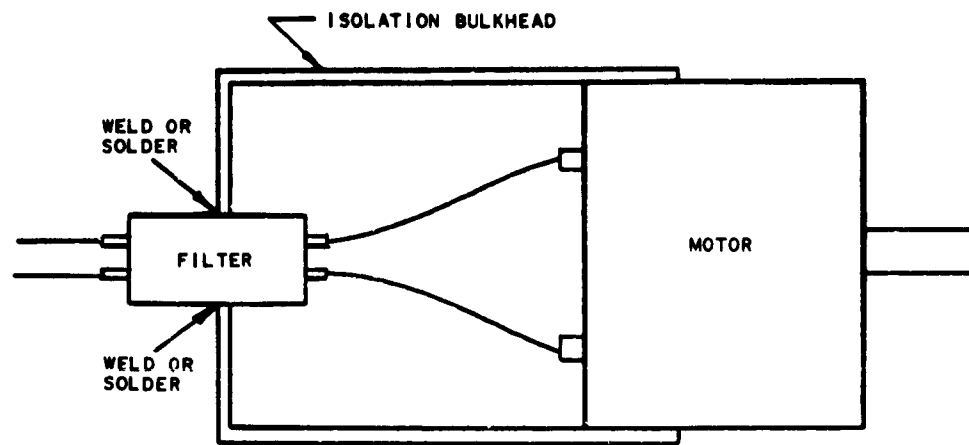 ISOLATION BULKHEAD
WELD OR
SOLDER
FILTER
MOTOR
WELD OR
SOLDER